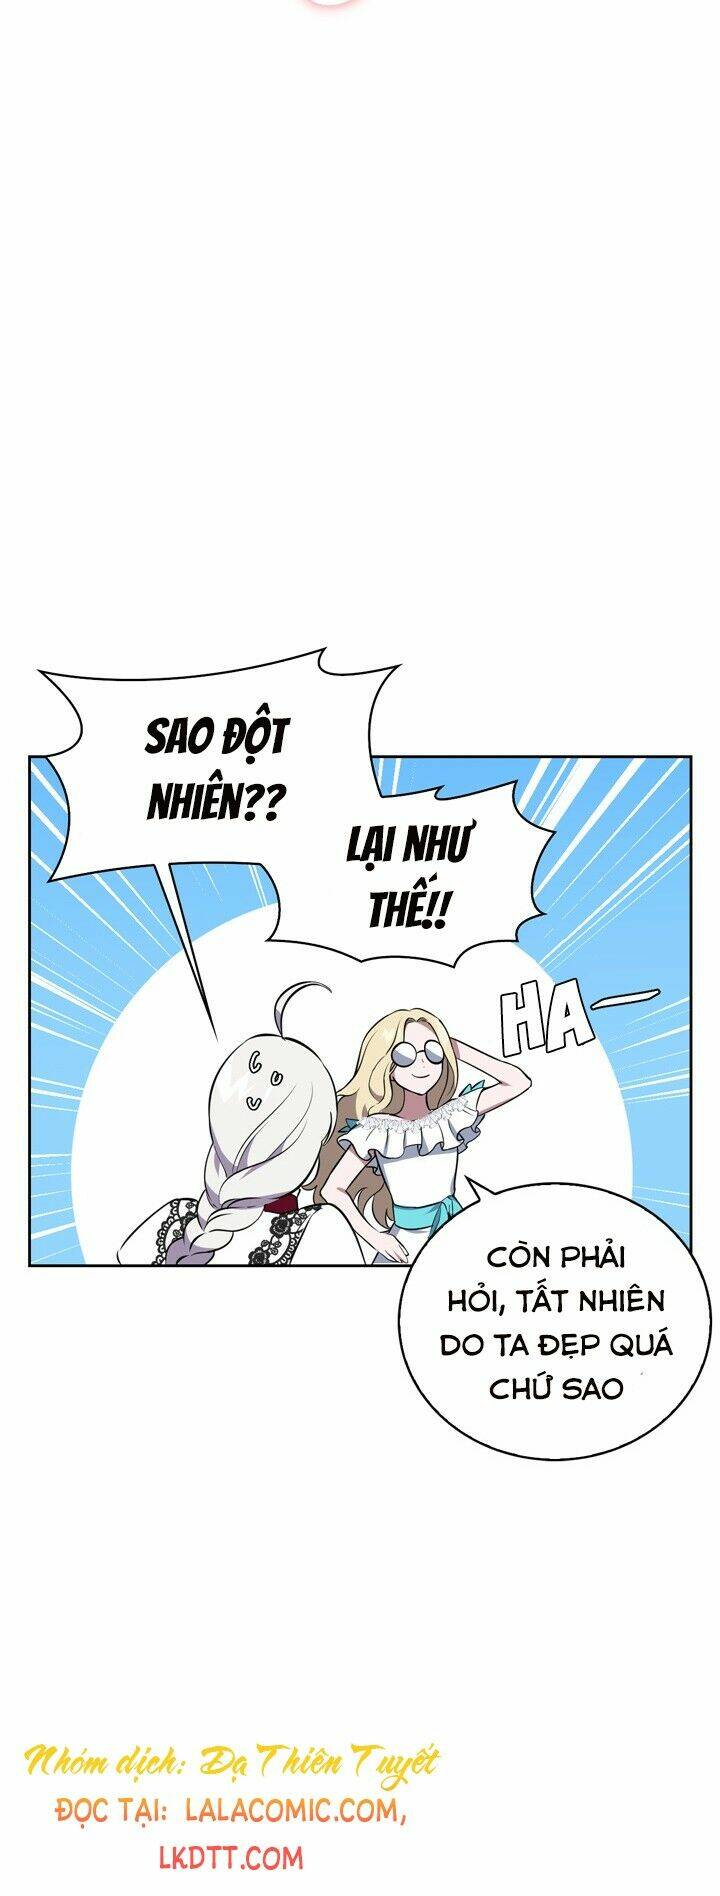 SAO ĐỘT
NHIÊN??
LẠI NHƯ
THẾ!!
HA—
CÒN PHẢI
HỎI, TẤT NHIÊN
DO TA ĐẸP QUÁ
CHỨ SAO
Nhóm dịch: Dạ Thiên Tuyết
ĐỌC TẠI: LALACOMIC.COM,
LKDTT.COM